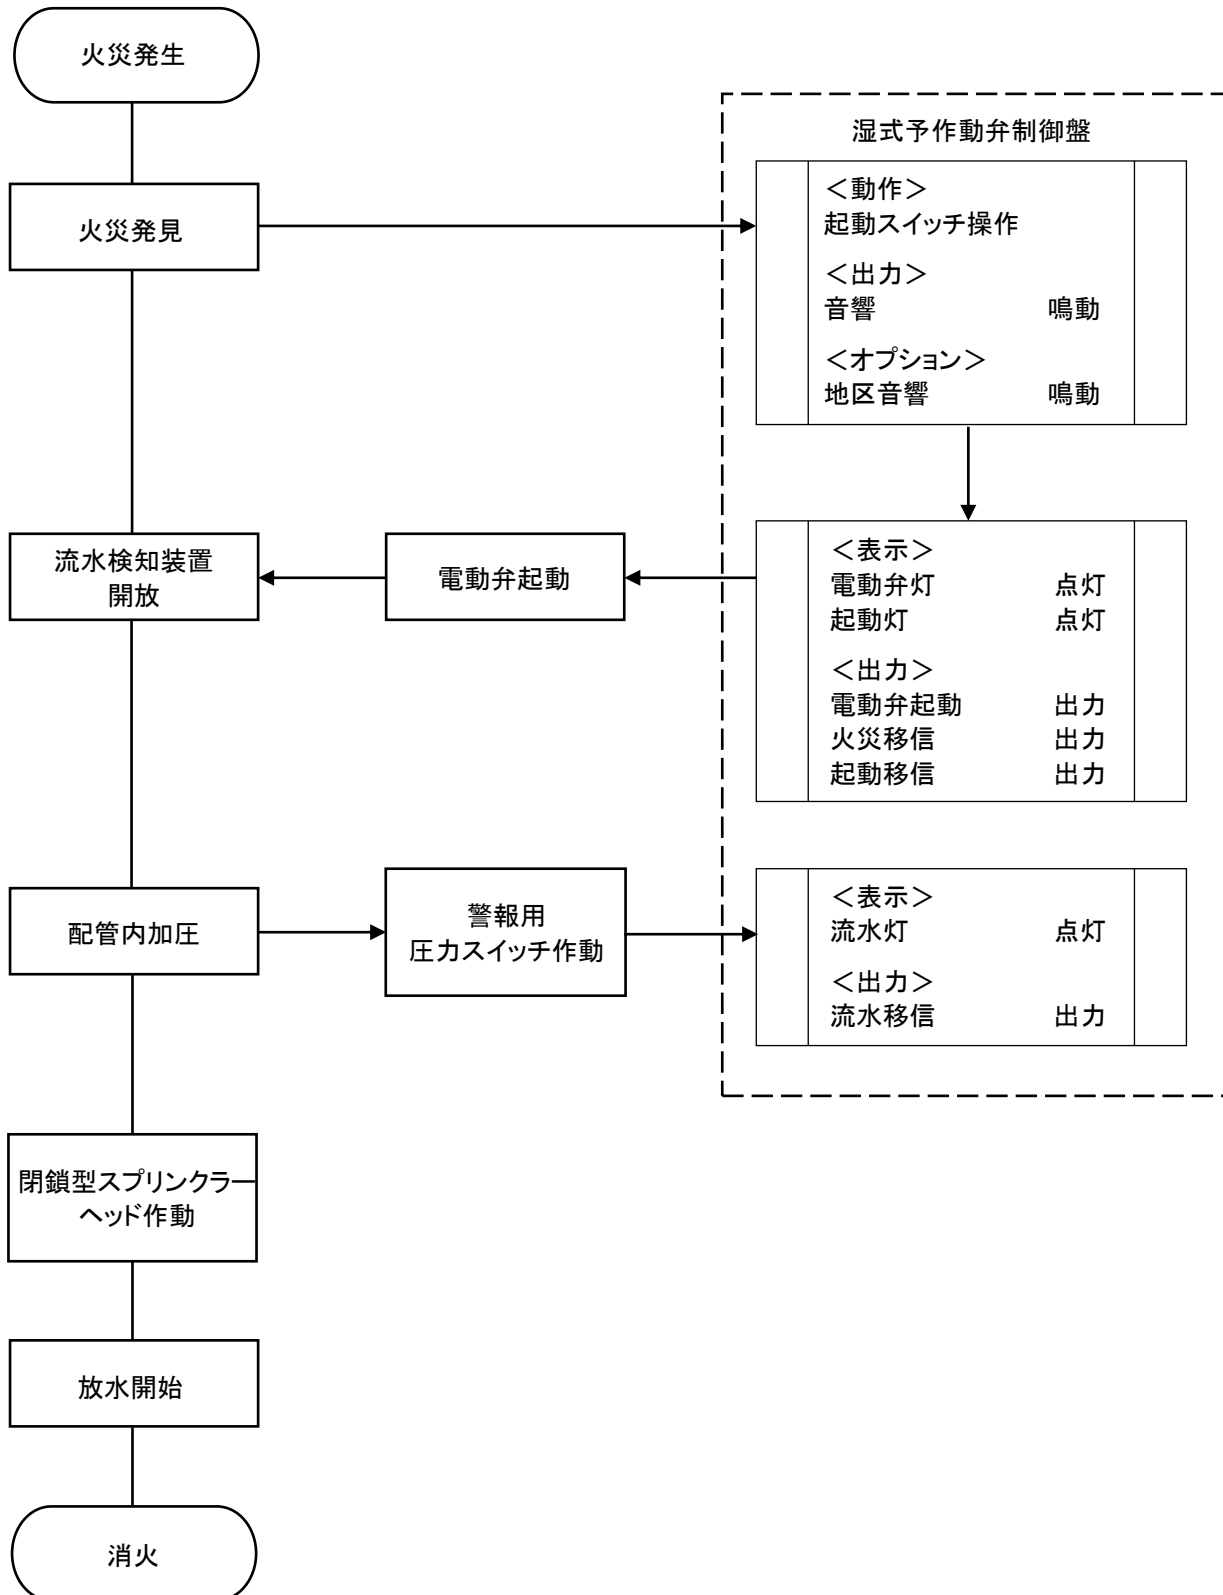 火災発生
湿式予作動弁制御盤
火災発見
＜動作＞
起動スイッチ操作
＜出力＞
音響 鳴動
＜オプション＞
地区音響 鳴動
流水検知装置
開放
電動弁起動
＜表示＞
電動弁灯 点灯
起動灯 点灯
＜出力＞
電動弁起動 出力
火災移信 出力
起動移信 出力
配管内加圧
警報用
圧力スイッチ作動
＜表示＞
流水灯 点灯
＜出力＞
流水移信 出力
閉鎖型スプリンクラー
ヘッド作動
放水開始
消火